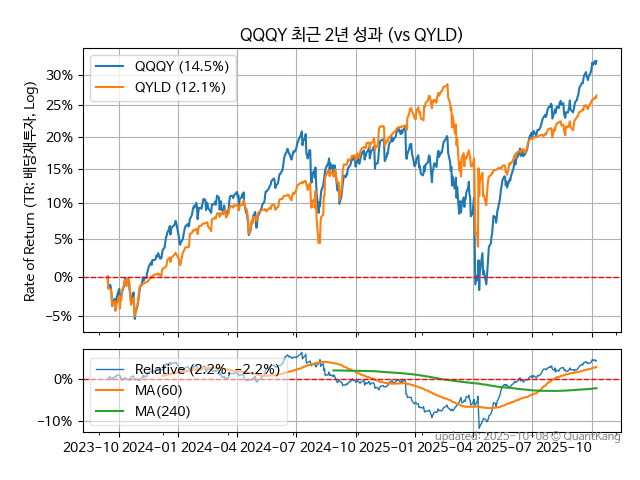 QQQY 최근 2년 성과 (vs QYLD)
QQQY (14.5%)
QYLD (12.1%)
Rate of Return (TR: 배당재투자, Log)
30%
25%
20%
15%
10%
5%
0%
−5%
Relative (2.2%, −2.2%)
MA(60)
MA(240)
0%
−10%
updated: 2025-10-08 © QuantKang
2023-10 2024-01 2024-04 2024-07 2024-10 2025-01 2025-04 2025-07 2025-10